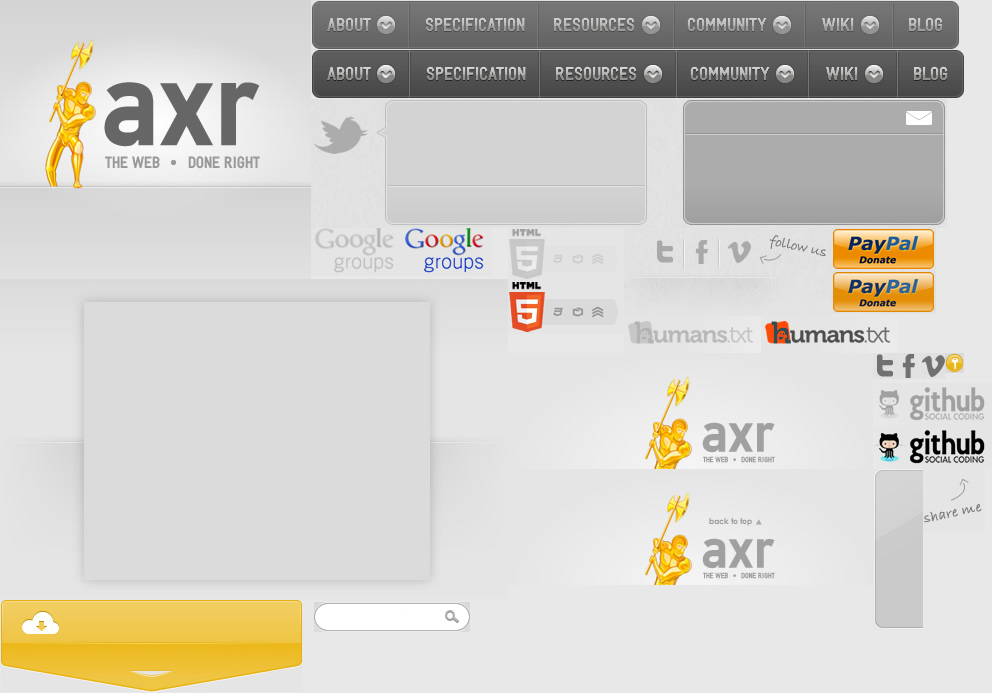 ABOUT SPECIFICATION RESOURCES COMMUNITY WIKI BLOG
ABOUT SPECIFICATION RESOURCES COMMUNITY WIKI BLOG
axr
THE WEB • DONE RIGHT
Google groups
Google groups
HTML
5
follow us
PayPal
Donate
PayPal
Donate
HTML
5
humans.txt
humans.txt
github
SOCIAL CODING
axr
THE WEB • DONE RIGHT
github
SOCIAL CODING
share me
back to top
axr
THE WEB • DONE RIGHT